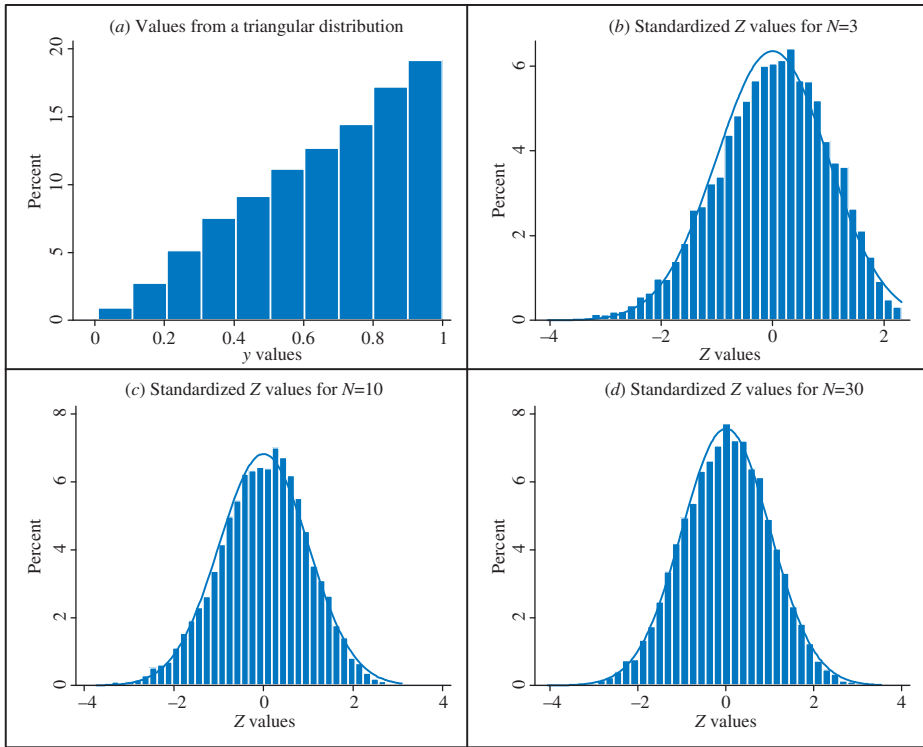 (a) Values from a triangular distribution
20
15
10
5
0
Percent
0 0.2 0.4 0.6 0.8 1
y values
(b) Standardized Z values for N=3
6
4
2
0
Percent
−4 −2 0 2
Z values
(c) Standardized Z values for N=10
8
6
4
2
0
Percent
−4 −2 0 2 4
Z values
(d) Standardized Z values for N=30
8
6
4
2
0
Percent
−4 −2 0 2 4
Z values